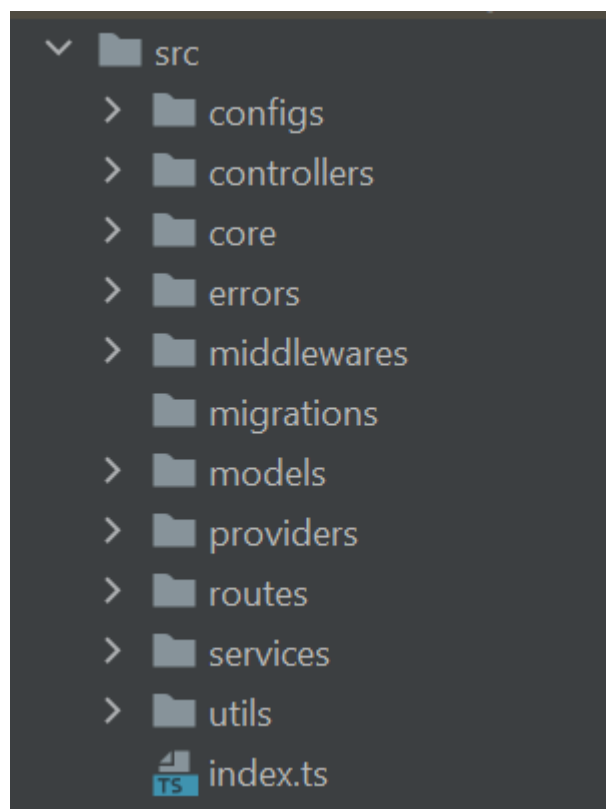 src
configs
controllers
core
errors
middlewares
migrations
models
providers
routes
services
utils
TS index.ts